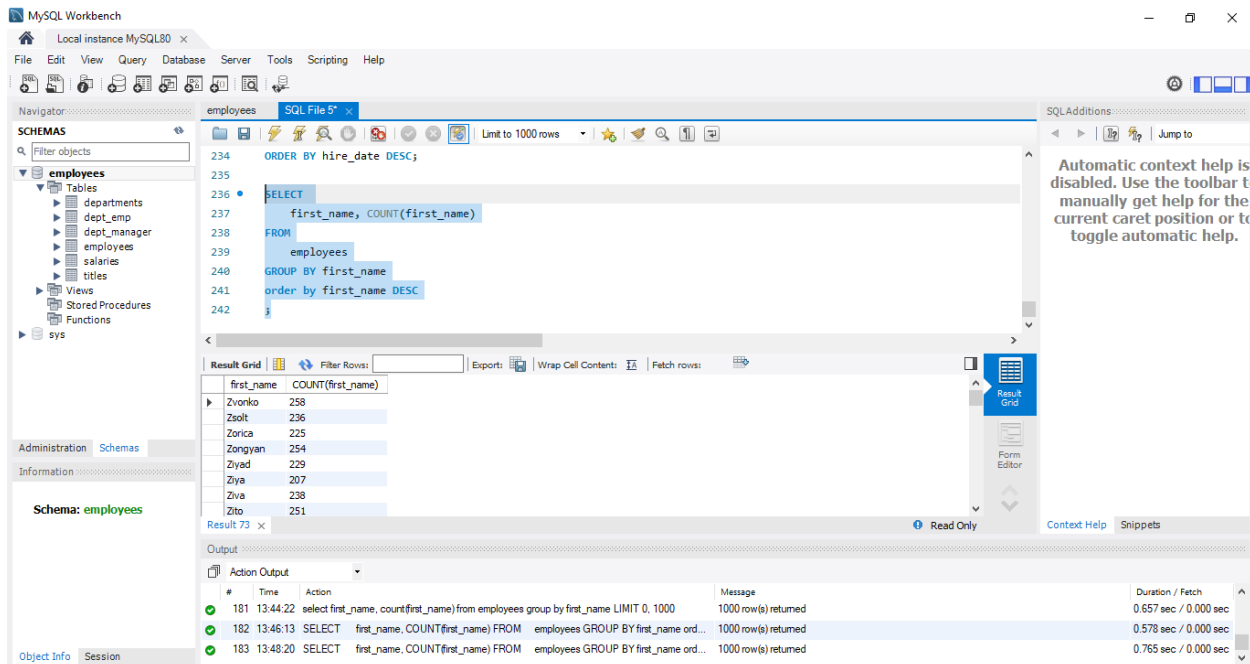 MySQL Workbench
Local instance MySQL80
File Edit View Query Database Server Tools Scripting Help
Navigator
SCHEMAS
Filter objects
employees
Tables
departments
dept_emp
dept_manager
employees
salaries
titles
Views
Stored Procedures
Functions
sys
Administration Schemas
Information
Schema: employees
Object Info Session
employees SQL File 5*
Limit to 1000 rows
234 ORDER BY hire_date DESC;
235
236 SELECT
237 first_name, COUNT(first_name)
238 FROM
239 employees
240 GROUP BY first_name
241 order by first_name DESC
242 ;
Result Grid Filter Rows: Export: Wrap Cell Content: Fetch rows:
first_name COUNT(first_name)
Zvonko 258
Zsolt 236
Zorica 225
Zongyan 254
Ziyad 229
Ziya 207
Ziva 238
Zito 251
Result Grid
Form Editor
Result 73
Read Only
SQLAdditions
Jump to
Automatic context help is
disabled. Use the toolbar t
manually get help for the
current caret position or to
toggle automatic help.
Context Help Snippets
Output
Action Output
# Time Action Message Duration / Fetch
181 13:44:22 select first_name, count(first_name) from employees group by first_name LIMIT 0, 1000 1000 row(s) returned 0.657 sec / 0.000 sec
182 13:46:13 SELECT first_name, COUNT(first_name) FROM employees GROUP BY first_name ord... 1000 row(s) returned 0.578 sec / 0.000 sec
183 13:48:20 SELECT first_name, COUNT(first_name) FROM employees GROUP BY first_name ord... 1000 row(s) returned 0.765 sec / 0.000 sec